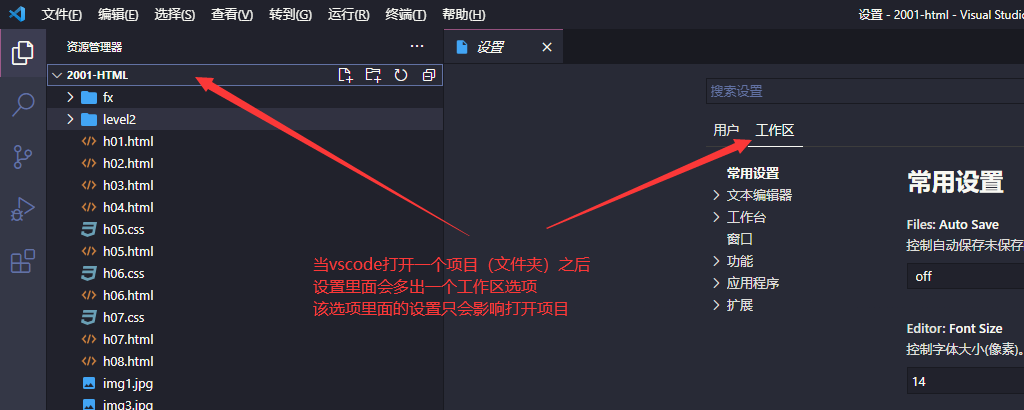 文件(F) 编辑(E) 选择(S) 查看(V) 转到(G) 运行(R) 终端(T) 帮助(H) 设置 - 2001-html - Visual Studio
资源管理器 ···
设置
2001-HTML
fx
level2
h01.html
h02.html
h03.html
h04.html
h05.css
h05.html
h06.css
h06.html
h07.css
h07.html
h08.html
img1.jpg
img3.jpg
搜索设置
用户 工作区
常用设置
文本编辑器
工作台
窗口
功能
应用程序
扩展
常用设置
Files: Auto Save
控制自动保存未保存
off
Editor: Font Size
控制字体大小(像素)。
14
当vscode打开一个项目（文件夹）之后
设置里面会多出一个工作区选项
该选项里面的设置只会影响打开项目